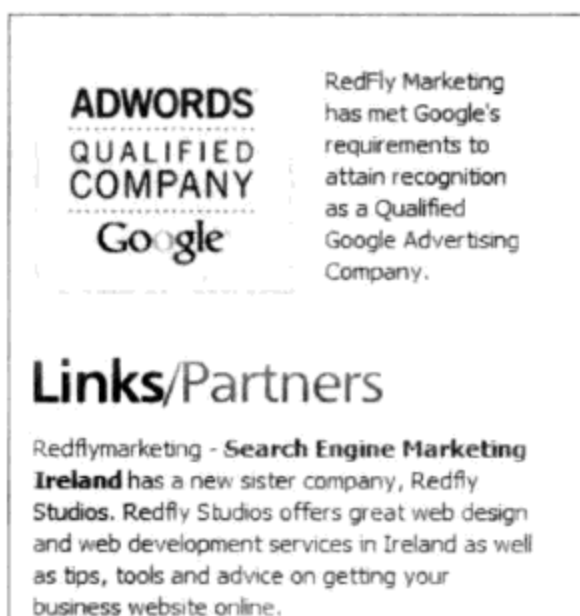 ADWORDS
QUALIFIED
COMPANY
Google
RedFly Marketing
has met Google's
requirements to
attain recognition
as a Qualified
Google Advertising
Company.
Links/Partners
Redflymarketing - Search Engine Marketing
Ireland has a new sister company, Redfly
Studios. Redfly Studios offers great web design
and web development services in Ireland as well
as tips, tools and advice on getting your
business website online.